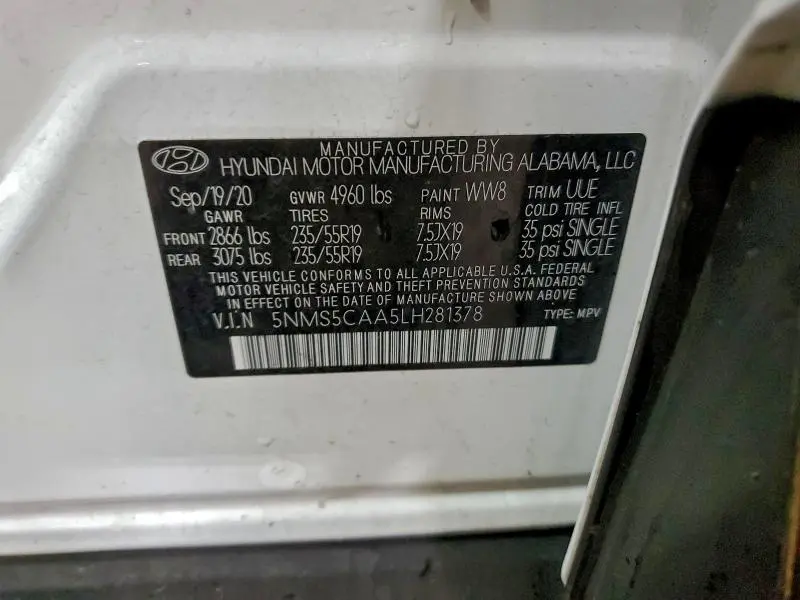 MANUFACTURED BY
HYUNDAI MOTOR MANUFACTURING ALABAMA, LLC
Sep/19/20 GVWR 4960 lbs PAINT WW8 TRIM UUE
GAWR TIRES RIMS COLD TIRE INFL
FRONT 2866 lbs 235/55R19 7.5JX19 35 psi SINGLE
REAR 3075 lbs 235/55R19 7.5JX19 35 psi SINGLE
THIS VEHICLE CONFORMS TO ALL APPLICABLE U.S.A. FEDERAL
MOTOR VEHICLE SAFETY AND THEFT PREVENTION STANDARDS
IN EFFECT ON THE DATE OF MANUFACTURE SHOWN ABOVE
V.I.N 5NMS5CAA5LH281378 TYPE: MPV